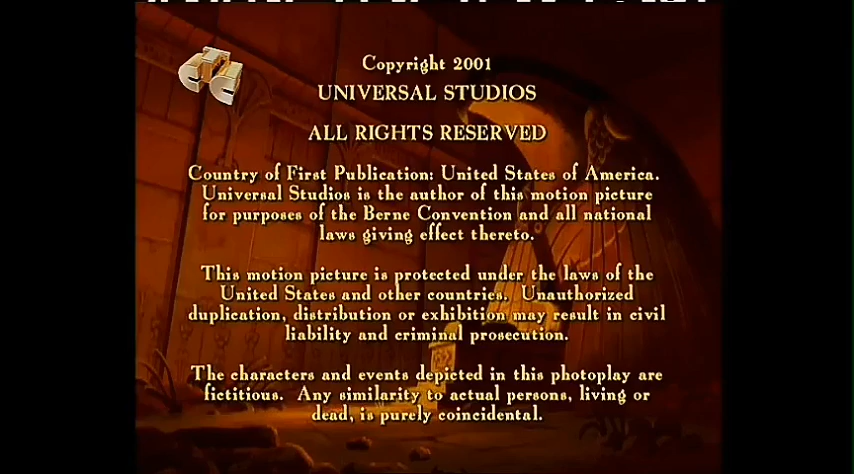 СТС
Copyright 2001
UNIVERSAL STUDIOS
ALL RIGHTS RESERVED
Country of First Publication: United States of America.
Universal Studios is the author of this motion picture
for purposes of the Berne Convention and all national
laws giving effect thereto.
This motion picture is protected under the laws of the
United States and other countries. Unauthorized
duplication, distribution or exhibition may result in civil
liability and criminal prosecution.
The characters and events depicted in this photoplay are
fictitious. Any similarity to actual persons, living or
dead, is purely coincidental.